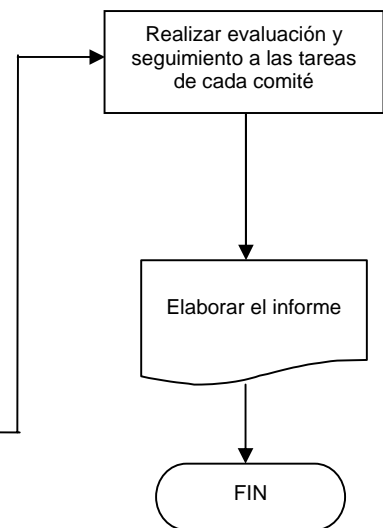 Realizar evaluación y
seguimiento a las tareas
de cada comité
Elaborar el informe
FIN